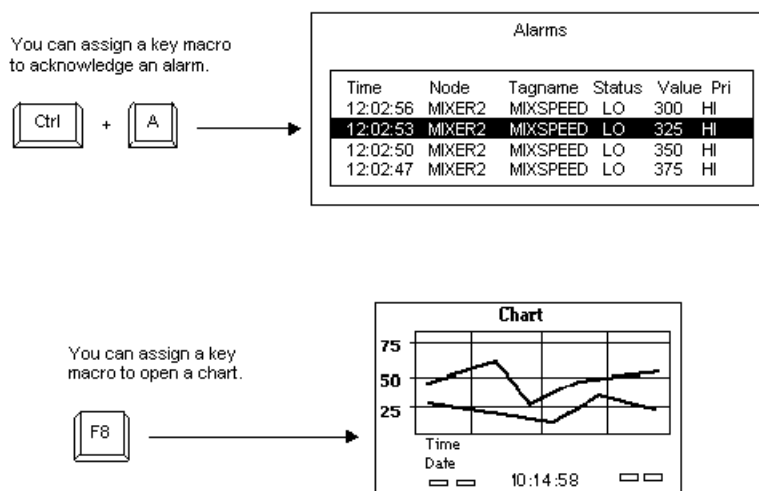 You can assign a key macro
to acknowledge an alarm.
Ctrl + A
Alarms
Time Node Tagname Status Value Pri
12:02:56 MIXER2 MIXSPEED LO 300 HI
12:02:53 MIXER2 MIXSPEED LO 325 HI
12:02:50 MIXER2 MIXSPEED LO 350 HI
12:02:47 MIXER2 MIXSPEED LO 375 HI
You can assign a key
macro to open a chart.
F8
Chart
75
50
25
Time
Date
10:14:58